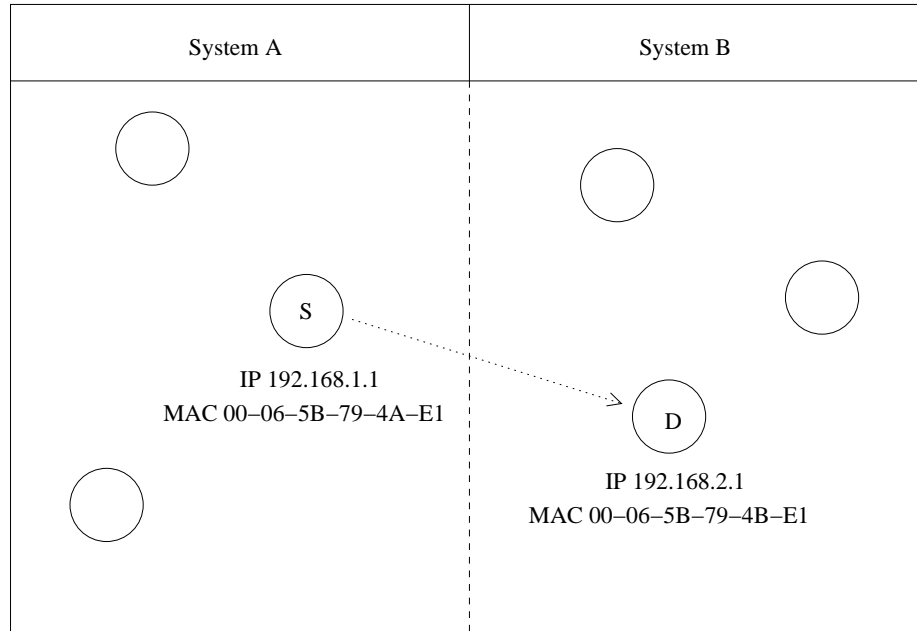 System A
System B
S
IP 192.168.1.1
MAC 00−06−5B−79−4A−E1
D
IP 192.168.2.1
MAC 00−06−5B−79−4B−E1